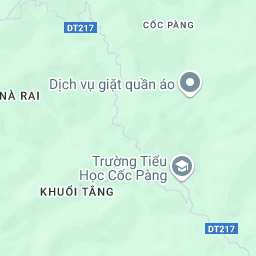 CỐC PÀNG
DT217
Dịch vụ giặt quần áo
NÀ RAI
Trường Tiểu
Học Cốc Pàng
KHUỔI TÂNG
DT217